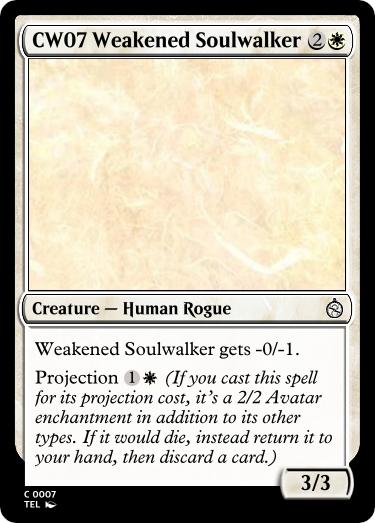 CW07 Weakened Soulwalker 2
Creature — Human Rogue
Weakened Soulwalker gets -0/-1.
Projection 1 (If you cast this spell
for its projection cost, it's a 2/2 Avatar
enchantment in addition to its other
types. If it would die, instead return it to
your hand, then discard a card.)
3/3
C 0007
TEL